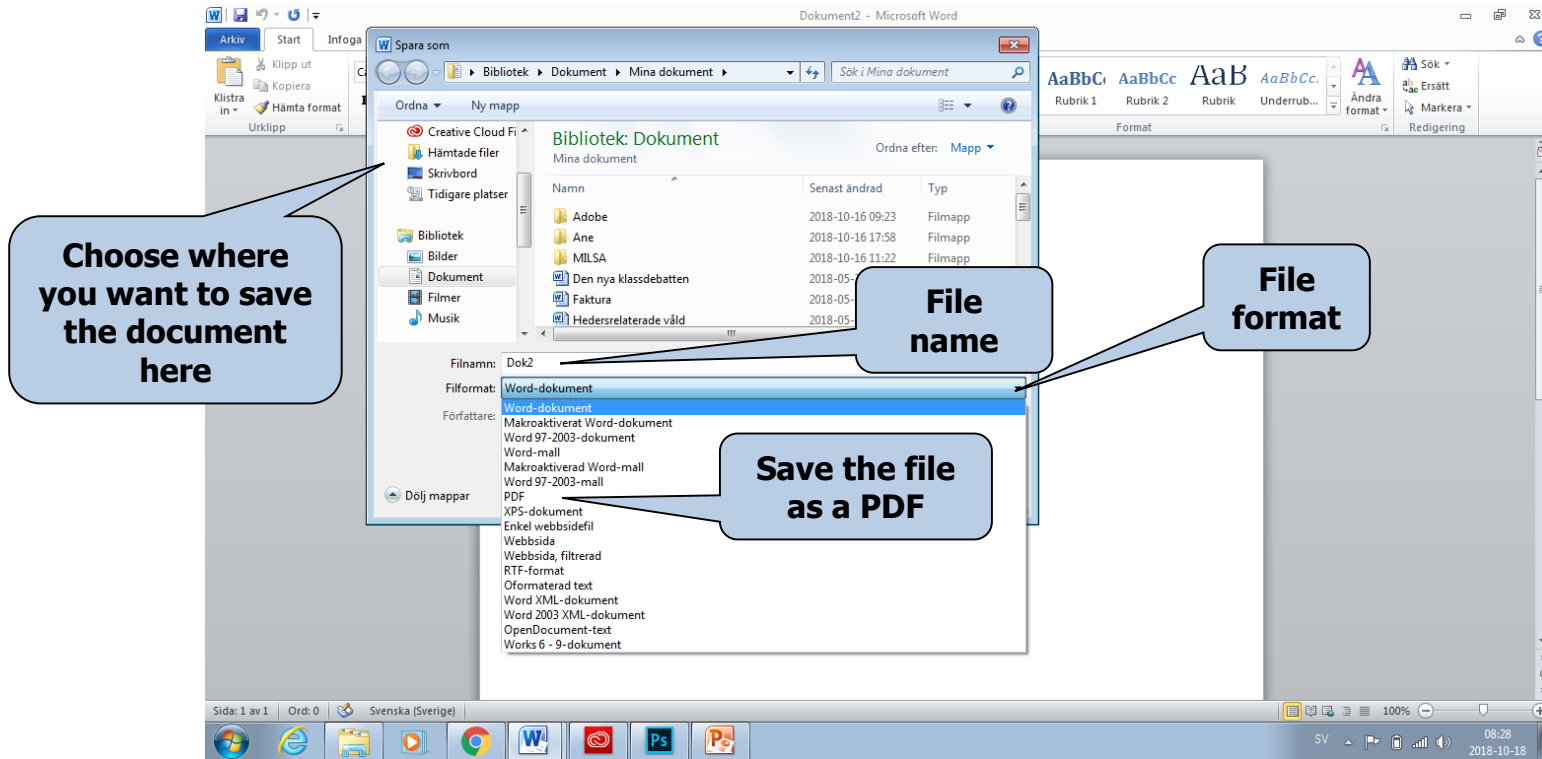 Dokument2 - Microsoft Word
Arkiv Start Infoga
Klistra in
Klipp ut
Kopiera
Hämta format
Urklipp
AaBbC AaBbCc AaB AaBbCc.
Rubrik 1 Rubrik 2 Rubrik Underrub...
Ändra format
Format
Sök
Ersätt
Markera
Redigering
Spara som
Bibliotek Dokument Mina dokument
Sök i Mina dokument
Ordna Ny mapp
Creative Cloud Fi
Hämtade filer
Skrivbord
Tidigare platser
Bibliotek
Bilder
Dokument
Filmer
Musik
Bibliotek: Dokument
Mina dokument
Ordna efter: Mapp
Namn Senast ändrad Typ
Adobe 2018-10-16 09:23 Filmapp
Ane 2018-10-16 17:58 Filmapp
MILSA 2018-10-16 11:22 Filmapp
Den nya klassdebatten 2018-05-
Faktura 2018-05-
Hedersrelaterade våld 2018-05-
Choose where
you want to save
the document
here
File
name
File
format
Filnamn: Dok2
Filformat: Word-dokument
Författare:
Word-dokument
Makroaktiverat Word-dokument
Word 97-2003-dokument
Word-mall
Makroaktiverad Word-mall
Word 97-2003-mall
PDF
XPS-dokument
Enkel webbsidefil
Webbsida
Webbsida, filtrerad
RTF-format
Oformaterad text
Word XML-dokument
Word 2003 XML-dokument
OpenDocument-text
Works 6 - 9-dokument
Save the file
as a PDF
Dölj mappar
Sida: 1 av 1 Ord: 0 Svenska (Sverige) 100%
SV 08:28
2018-10-18